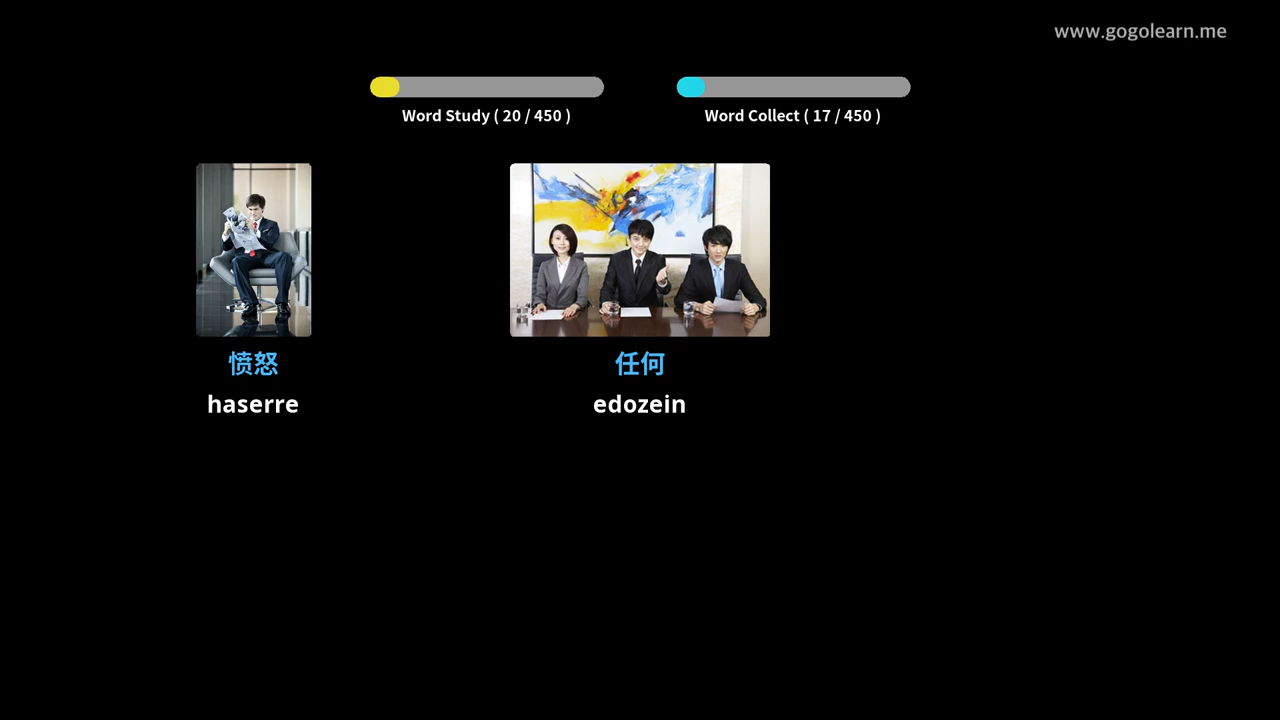 www.gogolearn.me
Word Study ( 20 / 450 )
Word Collect ( 17 / 450 )
愤怒
haserre
任何
edozein